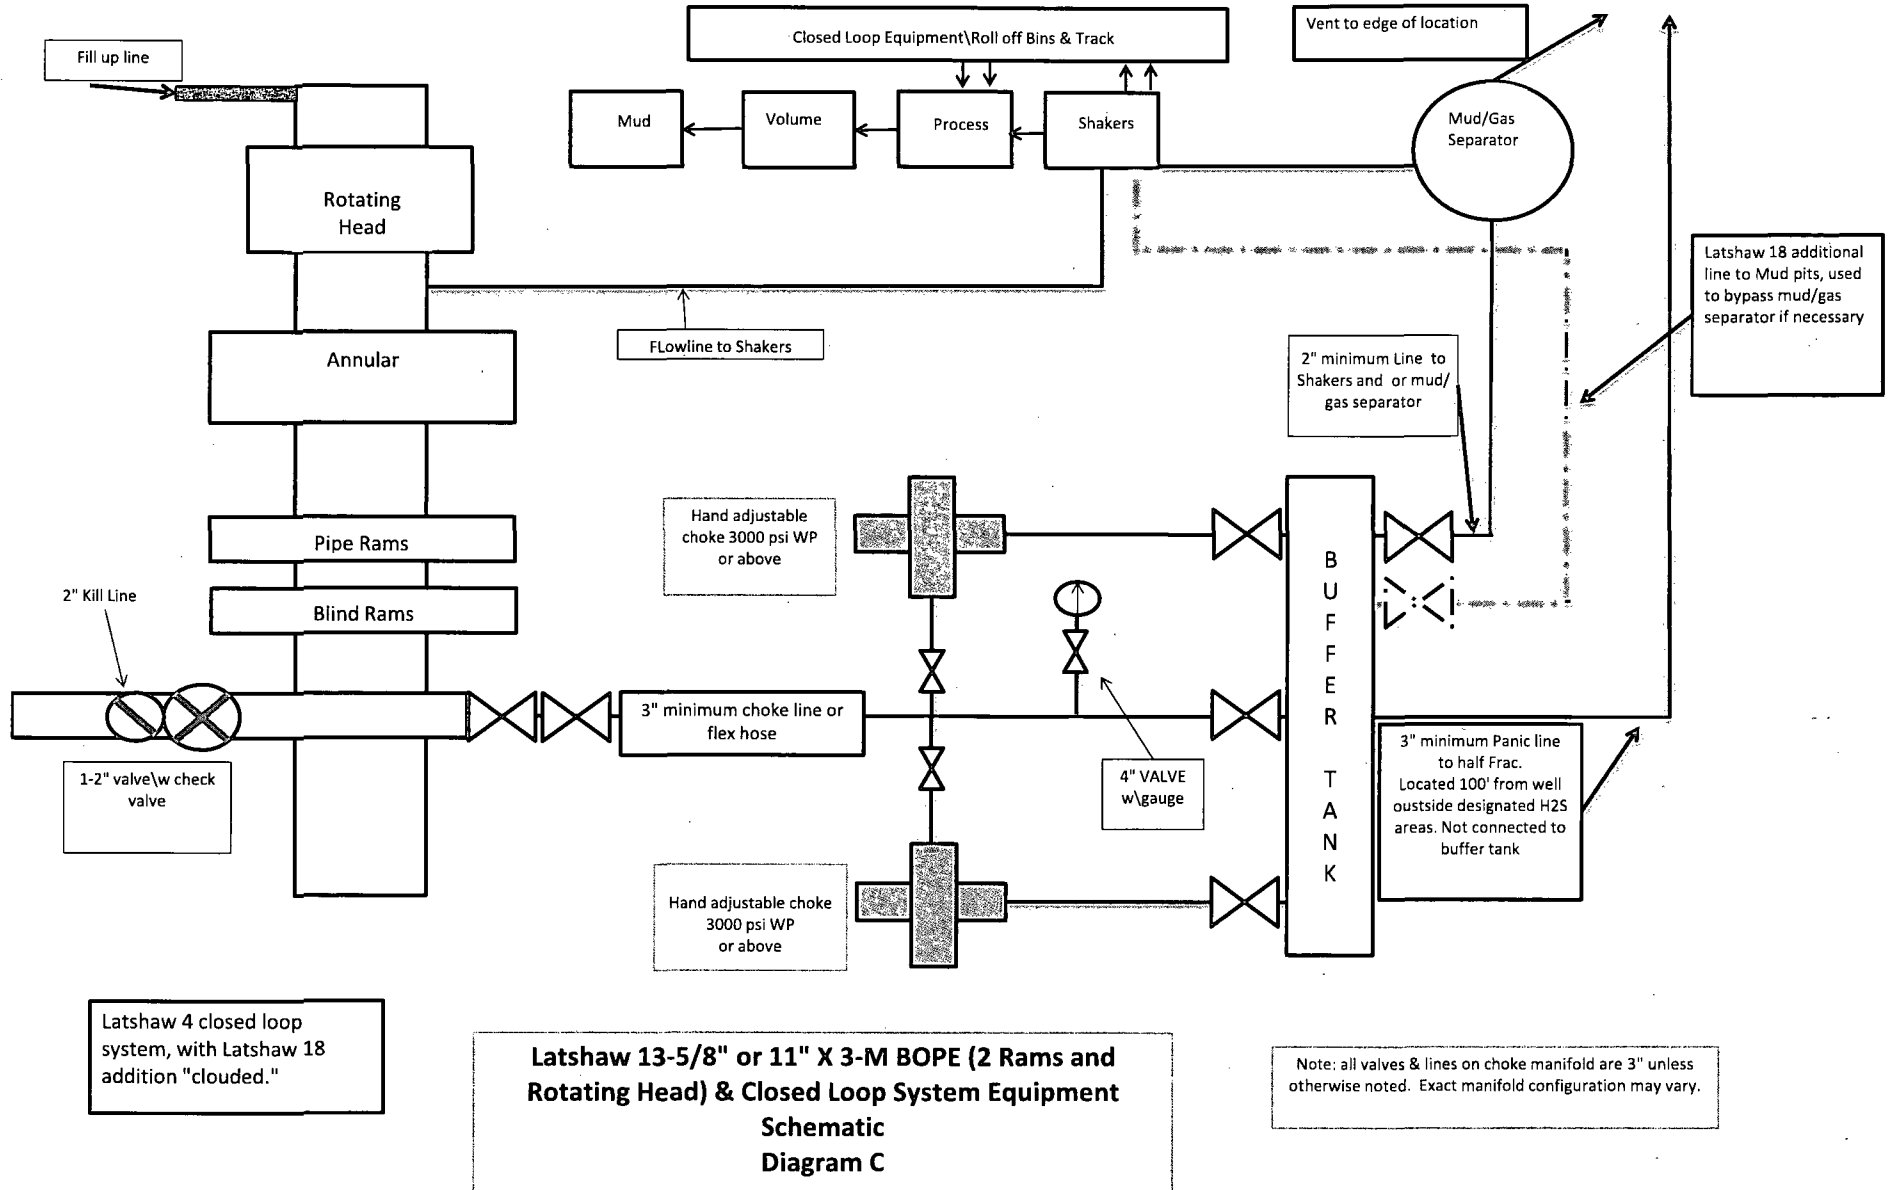 Closed Loop Equipment\Roll off Bins & Track
Vent to edge of location
Fill up line
Mud
Volume
Process
Shakers
Mud/Gas
Separator
Rotating
Head
Latshaw 18 additional
line to Mud pits, used
to bypass mud/gas
separator if necessary
FLowline to Shakers
Annular
2" minimum Line to
Shakers and or mud/
gas separator
Hand adjustable
choke 3000 psi WP
or above
Pipe Rams
2" Kill Line
Blind Rams
B
U
F
F
E
R
T
A
N
K
3" minimum choke line or
flex hose
1-2" valve\w check
valve
4" VALVE
w\gauge
3" minimum Panic line
to half Frac.
Located 100' from well
oustside designated H2S
areas. Not connected to
buffer tank
Hand adjustable choke
3000 psi WP
or above
Latshaw 4 closed loop
system, with Latshaw 18
addition "clouded."
Latshaw 13-5/8" or 11" X 3-M BOPE (2 Rams and
Rotating Head) & Closed Loop System Equipment
Schematic
Diagram C
Note: all valves & lines on choke manifold are 3" unless
otherwise noted. Exact manifold configuration may vary.